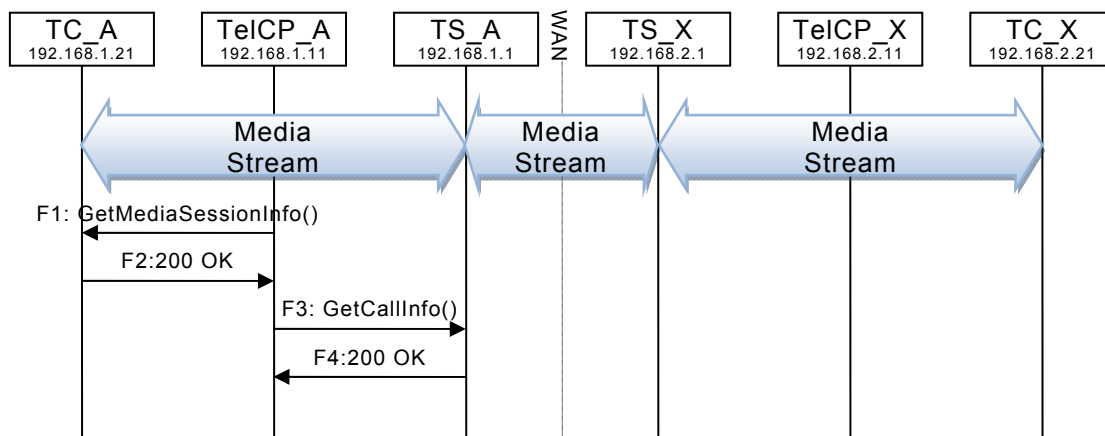 TC_A
192.168.1.21
TelCP_A
192.168.1.11
TS_A
192.168.1.1
WAN
TS_X
192.168.2.1
TelCP_X
192.168.2.11
TC_X
192.168.2.21
Media
Stream
Media
Stream
Media
Stream
F1: GetMediaSessionInfo()
F2:200 OK
F3: GetCallInfo()
F4:200 OK